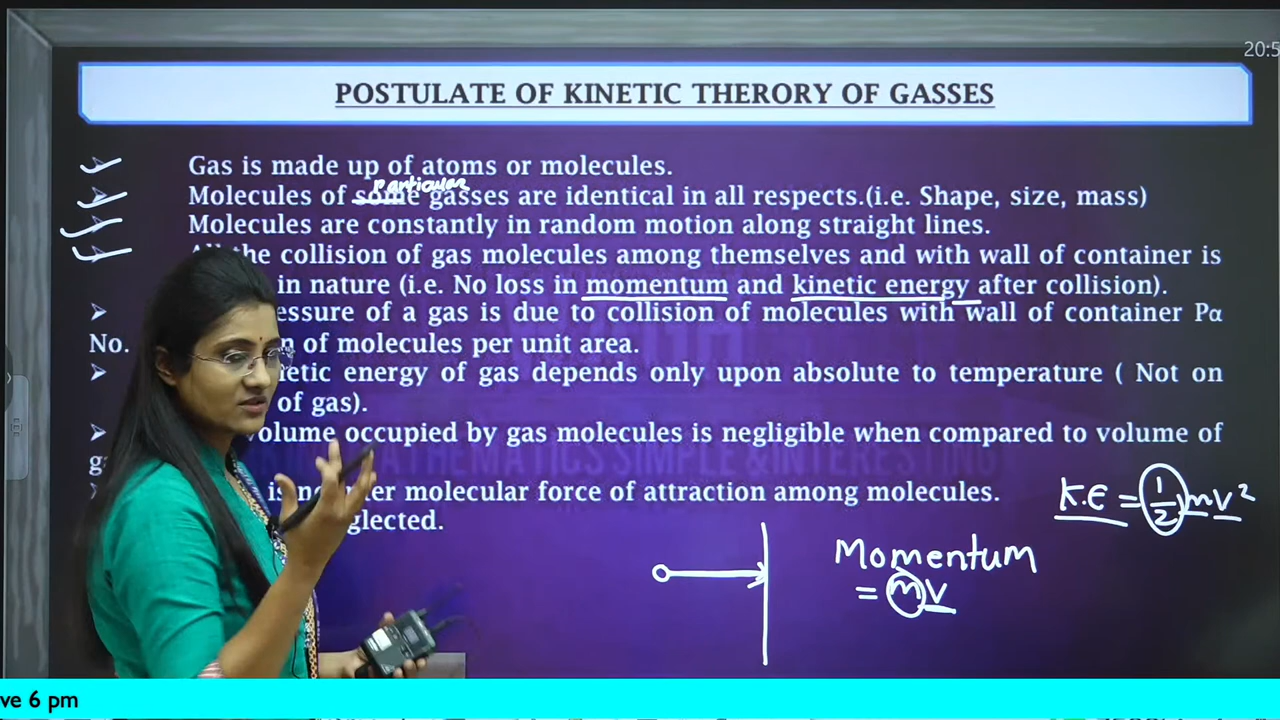 20:5
POSTULATE OF KINETIC THERORY OF GASSES
Gas is made up of atoms or molecules.
particular
Molecules of some gasses are identical in all respects.(i.e. Shape, size, mass)
Molecules are constantly in random motion along straight lines.
the collision of gas molecules among themselves and with wall of container is
in nature (i.e. No loss in momentum and kinetic energy after collision).
of a gas is due to collision of molecules with wall of container Pα
No. of molecules per unit area.
energy of gas depends only upon absolute to temperature ( Not on
of gas).
volume occupied by gas molecules is negligible when compared to volume of
is molecular force of attraction among molecules.
K.E = 1/2 mv²
Momentum
= mv
MATHEMATICS SIMPLE & INTERESTING
ve 6 pm